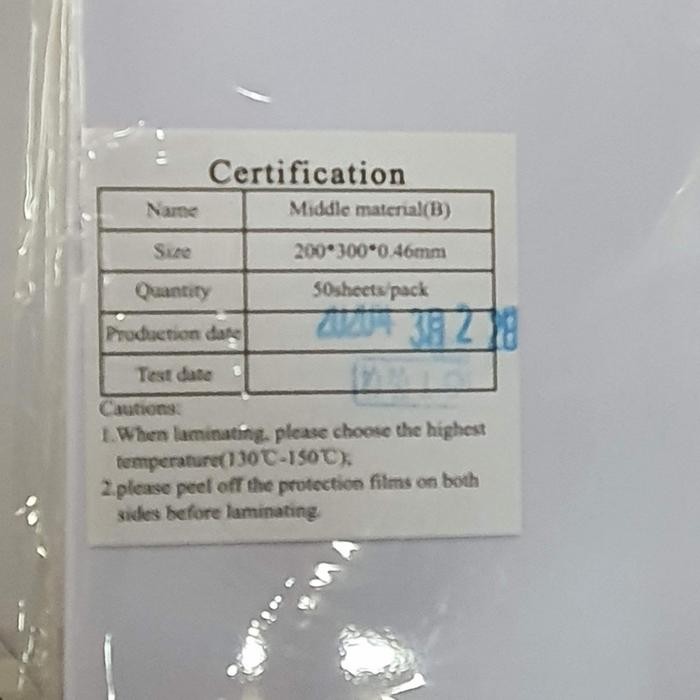 Certification
Name Middle material(B)
Size 200*300*0.46mm
Quantity 50sheets/pack
Production date
Test date
Cautions:
1.When laminating, please choose the highest
temperature(130℃-150℃);
2.please peel off the protection films on both
sides before laminating.